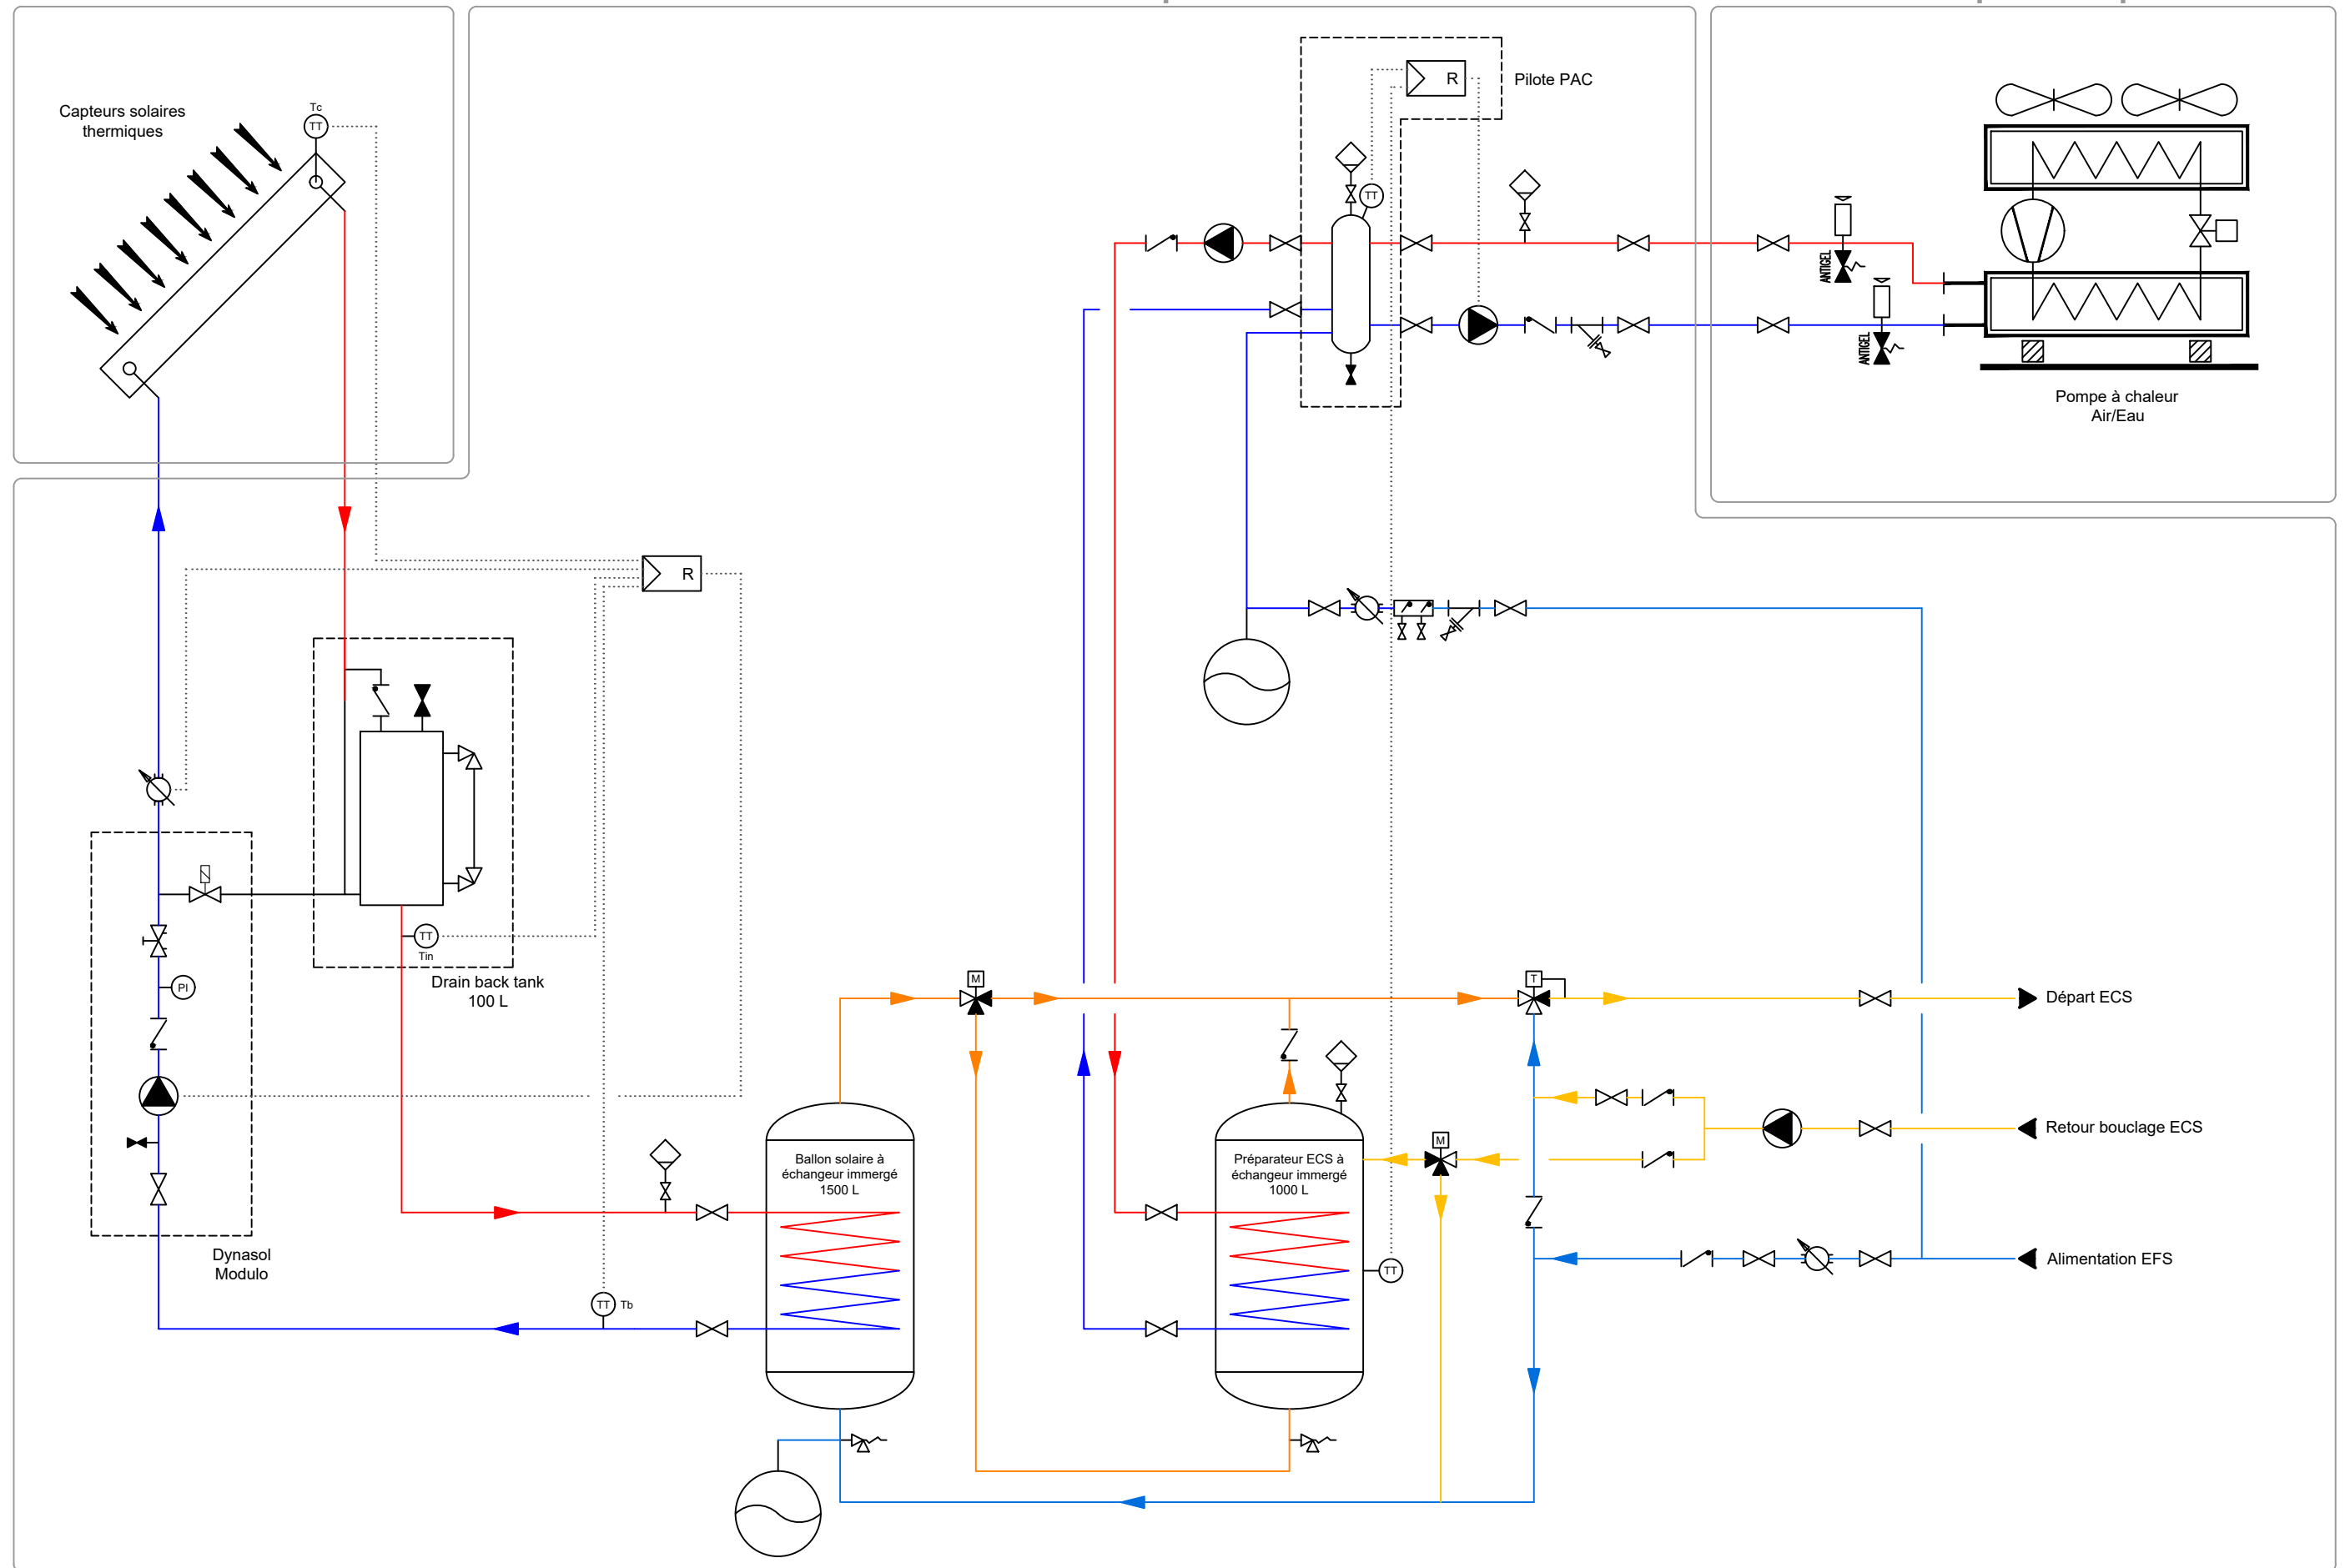 Capteurs solaires
thermiques
Tc
TT
R
Pilote PAC
TT
ANTIGEL
ANTIGEL
Pompe à chaleur
Air/Eau
R
TT
Tin
Drain back tank
100 L
PI
M
T
Départ ECS
Retour bouclage ECS
Ballon solaire à
échangeur immergé
1500 L
Préparateur ECS à
échangeur immergé
1000 L
M
Dynasol
Modulo
TT
Alimentation EFS
TT Tb